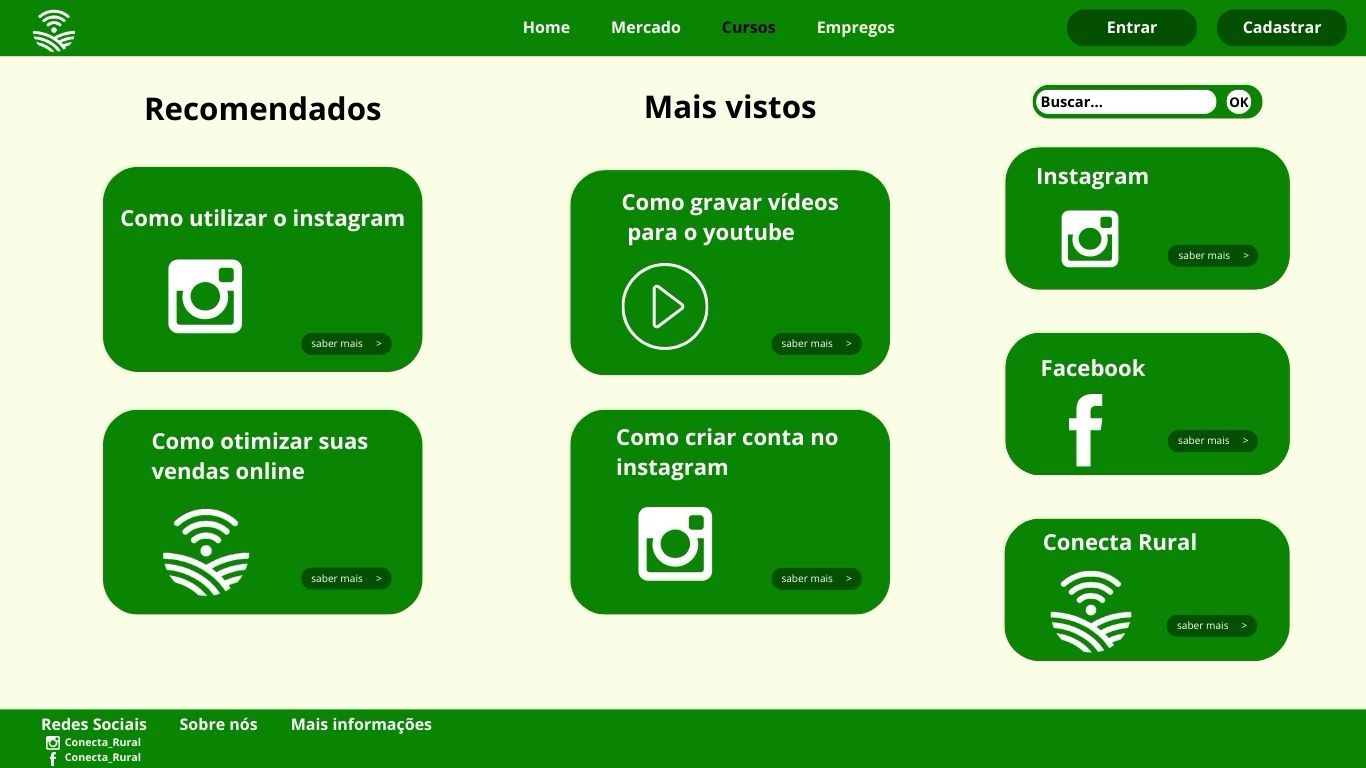 Home
Mercado
Cursos
Empregos
Entrar
Cadastrar
Recomendados
Como utilizar o instagram
saber mais >
Como otimizar suas
vendas online
saber mais >
Mais vistos
Como gravar vídeos
para o youtube
saber mais >
Como criar conta no
instagram
saber mais >
Buscar...
OK
Instagram
saber mais >
Facebook
saber mais >
Conecta Rural
saber mais >
Redes Sociais
Conecta_Rural
Conecta_Rural
Sobre nós
Mais informações